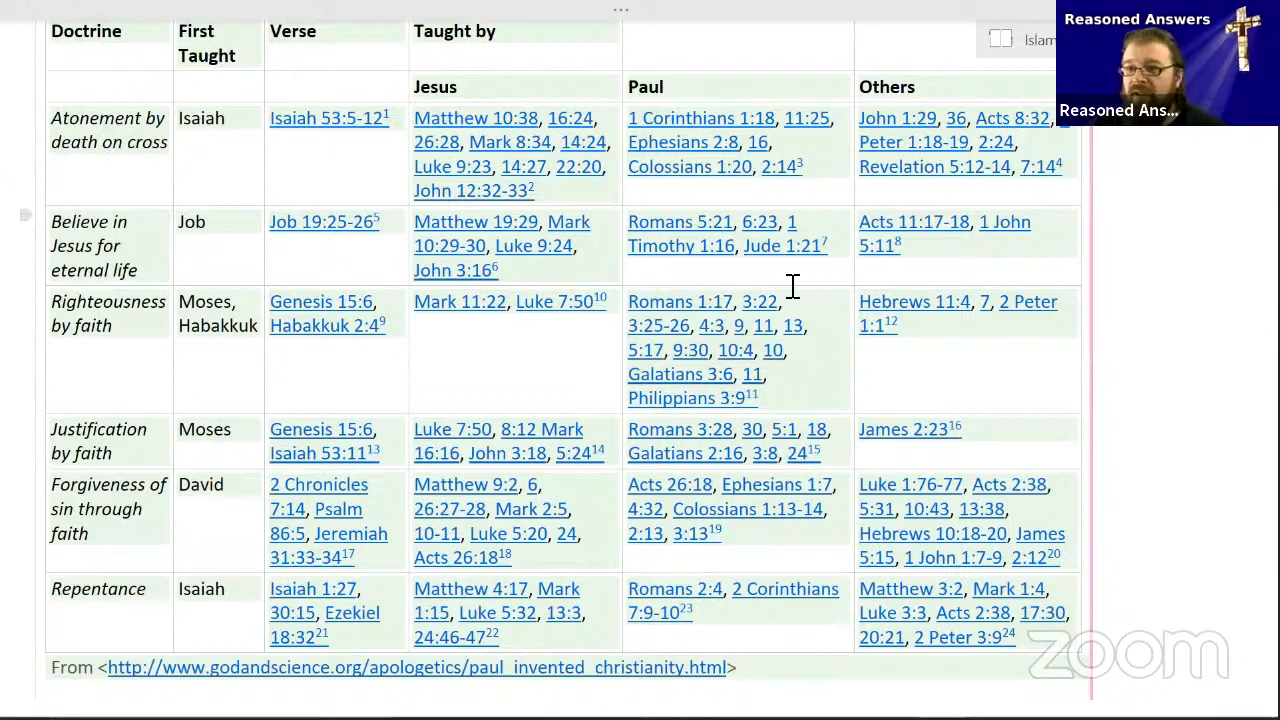 Doctrine
First
Taught
Verse
Taught by
Islam
Reasoned Answers
Reasoned Ans...
Jesus
Paul
Others
Atonement by
death on cross
Isaiah
Isaiah 53:5-12¹
Matthew 10:38, 16:24,
26:28, Mark 8:34, 14:24,
Luke 9:23, 14:27, 22:20,
John 12:32-33²
1 Corinthians 1:18, 11:25,
Ephesians 2:8, 16,
Colossians 1:20, 2:14³
John 1:29, 36, Acts 8:32,
Peter 1:18-19, 2:24,
Revelation 5:12-14, 7:14⁴
Believe in
Jesus for
eternal life
Job
Job 19:25-26⁵
Matthew 19:29, Mark
10:29-30, Luke 9:24,
John 3:16⁶
Romans 5:21, 6:23, 1
Timothy 1:16, Jude 1:21⁷
Acts 11:17-18, 1 John
5:11⁸
Righteousness
by faith
Moses,
Habakkuk
Genesis 15:6,
Habakkuk 2:4⁹
Mark 11:22, Luke 7:50¹⁰
Romans 1:17, 3:22,
3:25-26, 4:3, 9, 11, 13,
5:17, 9:30, 10:4, 10,
Galatians 3:6, 11,
Philippians 3:9¹¹
Hebrews 11:4, 7, 2 Peter
1:1¹²
Justification
by faith
Moses
Genesis 15:6,
Isaiah 53:11¹³
Luke 7:50, 8:12 Mark
16:16, John 3:18, 5:24¹⁴
Romans 3:28, 30, 5:1, 18,
Galatians 2:16, 3:8, 24¹⁵
James 2:23¹⁶
Forgiveness of
sin through
faith
David
2 Chronicles
7:14, Psalm
86:5, Jeremiah
31:33-34¹⁷
Matthew 9:2, 6,
26:27-28, Mark 2:5,
10-11, Luke 5:20, 24,
Acts 26:18¹⁸
Acts 26:18, Ephesians 1:7,
4:32, Colossians 1:13-14,
2:13, 3:13¹⁹
Luke 1:76-77, Acts 2:38,
5:31, 10:43, 13:38,
Hebrews 10:18-20, James
5:15, 1 John 1:7-9, 2:12²⁰
Repentance
Isaiah
Isaiah 1:27,
30:15, Ezekiel
18:32²¹
Matthew 4:17, Mark
1:15, Luke 5:32, 13:3,
24:46-47²²
Romans 2:4, 2 Corinthians
7:9-10²³
Matthew 3:2, Mark 1:4,
Luke 3:3, Acts 2:38, 17:30,
20:21, 2 Peter 3:9²⁴
From <http://www.godandscience.org/apologetics/paul_invented_christianity.html>
zoom